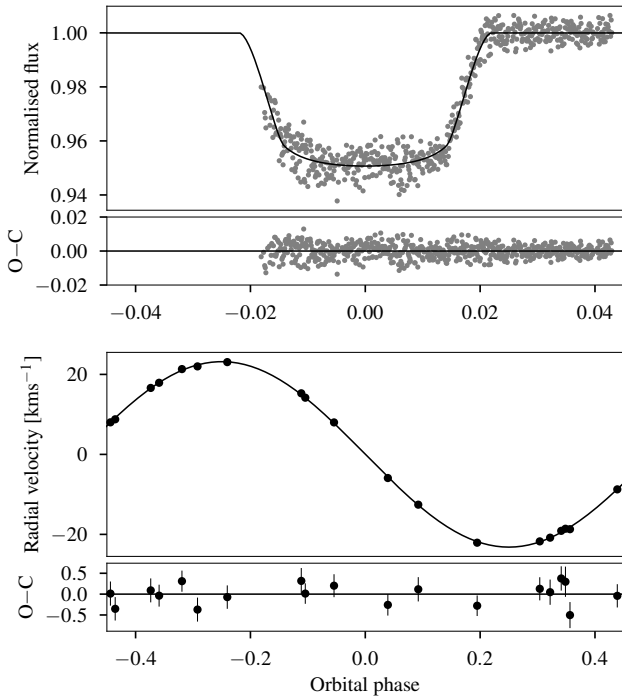 1.00
0.98
0.96
0.94
Normalised flux
0.02
0.00
−0.02
O−C
−0.04 −0.02 0.00 0.02 0.04
20
0
−20
Radial velocity [kms−1]
0.5
0.0
−0.5
O−C
−0.4 −0.2 0.0 0.2 0.4
Orbital phase